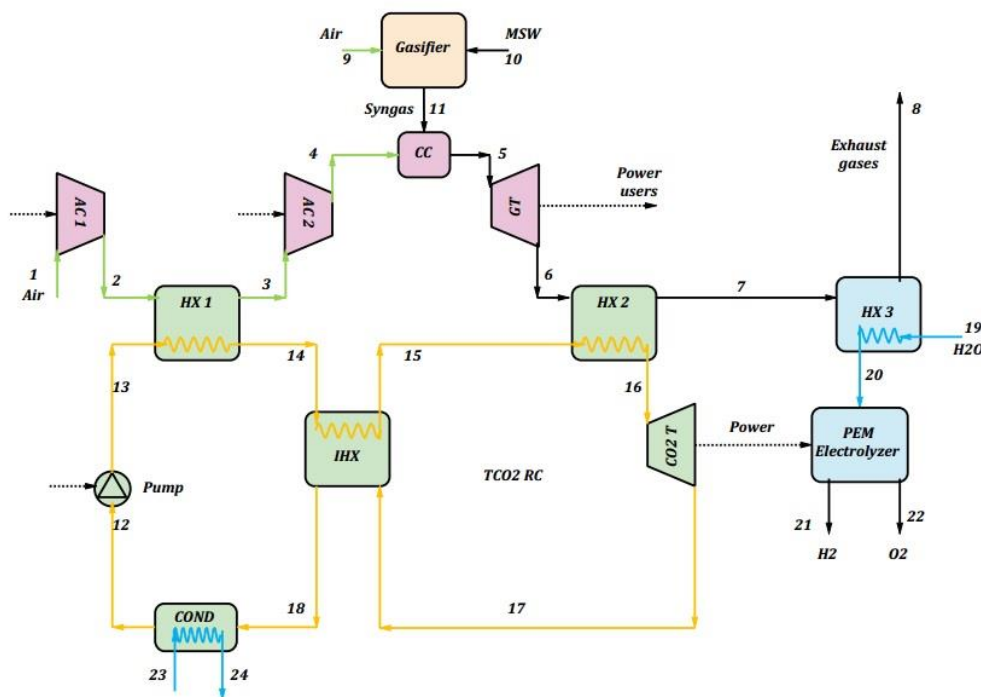 Air
9
Gasifier
MSW
10
Syngas
11
4
CC
5
8
Exhaust
gases
AC 1
AC 2
GT
Power
users
1
Air
2
HX 1
3
6
HX 2
7
HX 3
19
H2O
13
14
15
16
20
IHX
TCO2 RC
CO2 T
Power
PEM
Electrolyzer
Pump
12
21
22
H2
O2
18
17
COND
23
24